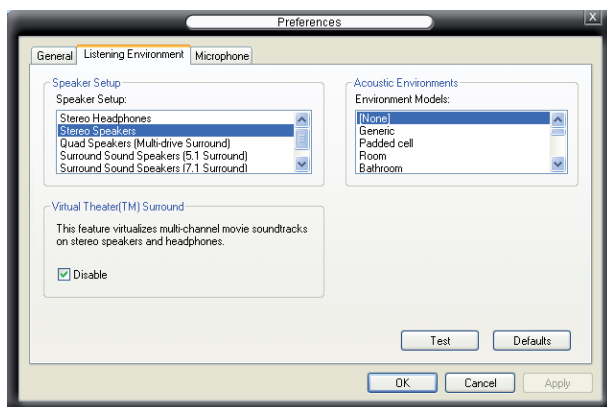 Preferences
X
General Listening Environment Microphone
Speaker Setup
Speaker Setup:
Stereo Headphones
Stereo Speakers
Quad Speakers (Multi-drive Surround)
Surround Sound Speakers (5.1 Surround)
Surround Sound Speakers (7.1 Surround)
Acoustic Environments
Environment Models:
[None]
Generic
Padded cell
Room
Bathroom
Virtual Theater(TM) Surround
This feature virtualizes multi-channel movie soundtracks
on stereo speakers and headphones.
Disable
Test Defaults
OK Cancel Apply